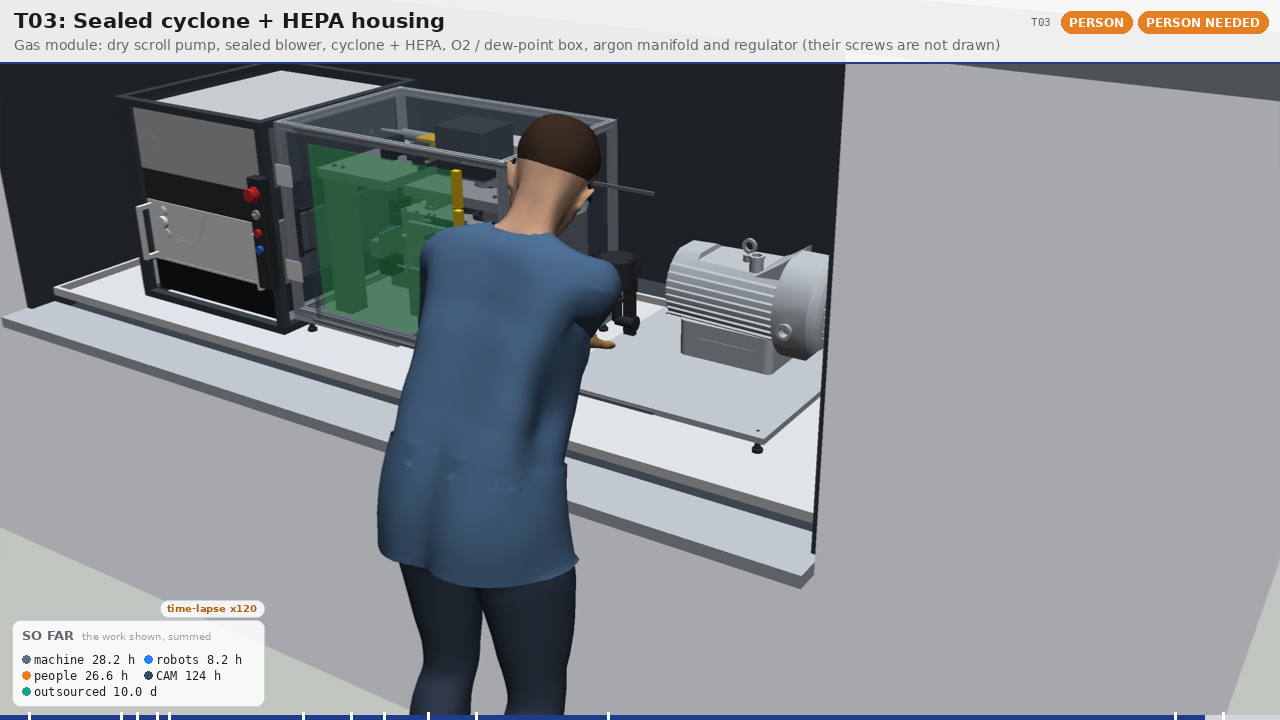 T03: Sealed cyclone + HEPA housing
T03 PERSON PERSON NEEDED
Gas module: dry scroll pump, sealed blower, cyclone + HEPA, O2 / dew-point box, argon manifold and regulator (their screws are not drawn)
time-lapse x120
SO FAR the work shown, summed
machine 28.2 h robots 8.2 h
people 26.6 h CAM 124 h
outsourced 10.0 d